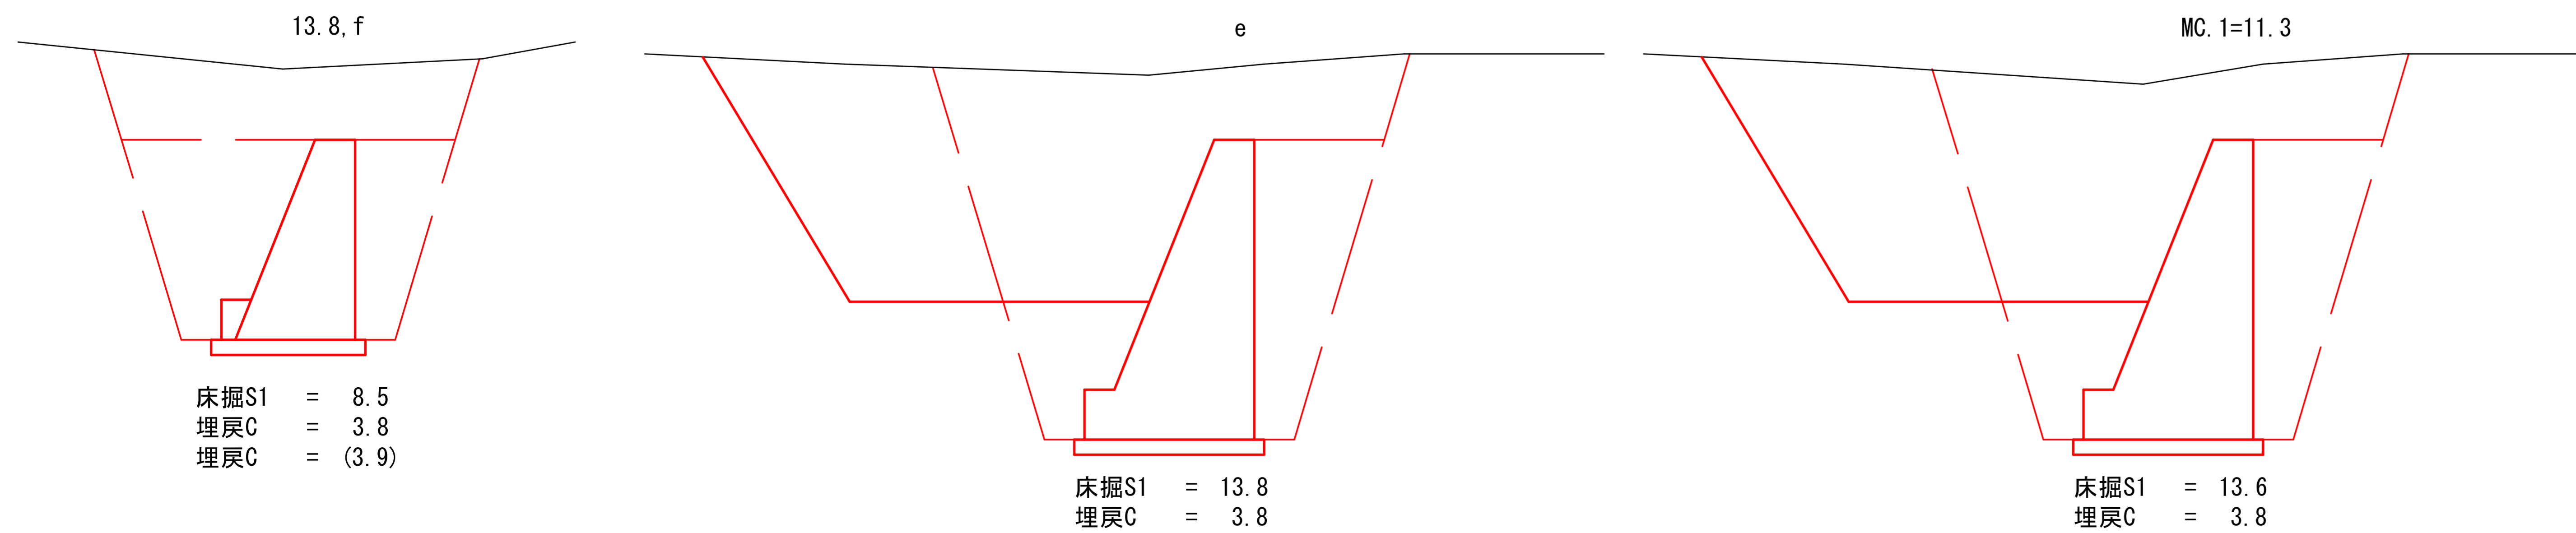 13.8,f
床掘S1 = 8.5
埋戻C = 3.8
埋戻C = (3.9)
e
床掘S1 = 13.8
埋戻C = 3.8
MC.1=11.3
床掘S1 = 13.6
埋戻C = 3.8